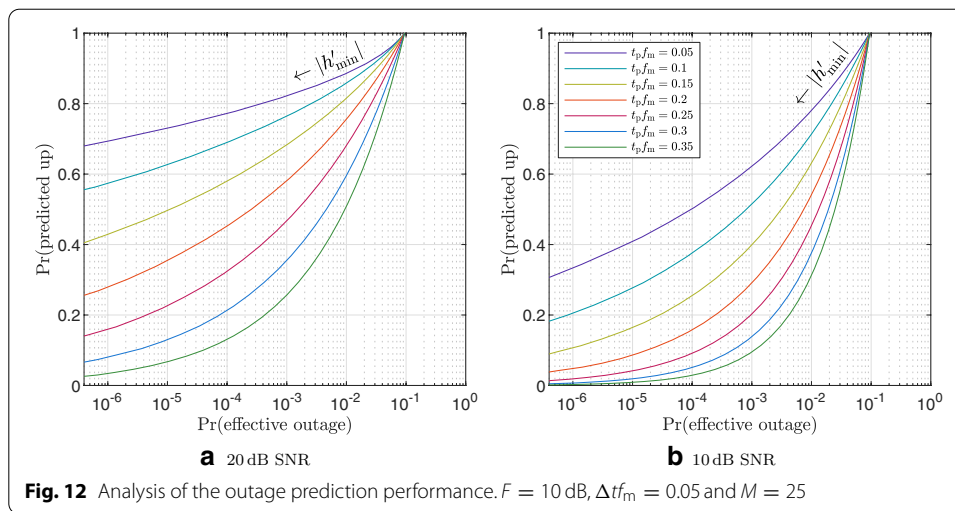 1
0.8
0.6
0.4
0.2
0
Pr(predicted up)
← |h′min|
10-6 10-5 10-4 10-3 10-2 10-1 100
Pr(effective outage)
a 20 dB SNR
1
0.8
0.6
0.4
0.2
0
Pr(predicted up)
tpfm = 0.05
tpfm = 0.1
tpfm = 0.15
tpfm = 0.2
tpfm = 0.25
tpfm = 0.3
tpfm = 0.35
← |h′min|
10-6 10-5 10-4 10-3 10-2 10-1 100
Pr(effective outage)
b 10 dB SNR
Fig. 12 Analysis of the outage prediction performance. F = 10 dB, Δtfm = 0.05 and M = 25